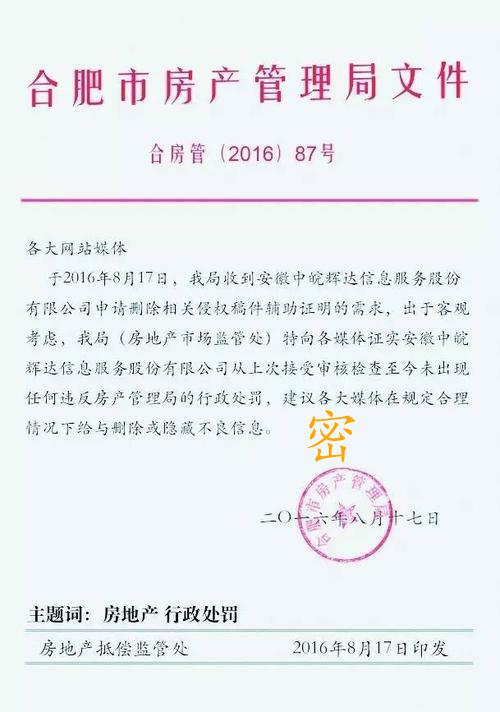 合肥市房产管理局文件
合房管（2016）87号
各大网站媒体
于2016年8月17日，我局收到安徽中皖辉达信息服务股份
有限公司申请删除相关侵权稿件辅助证明的需求，出于客观
考虑，我局（房地产市场监管处）特向各媒体证实安徽中皖
辉达信息服务股份有限公司从上次接受审核检查至今未出现
任何违反房产管理局的行政处罚，建议各大媒体在规定合理
情况下给与删除或隐藏不良信息。
密
合肥市房产管理局
二〇一六年八月十七日
主题词：房地产 行政处罚
房地产抵偿监管处 2016年8月17日印发